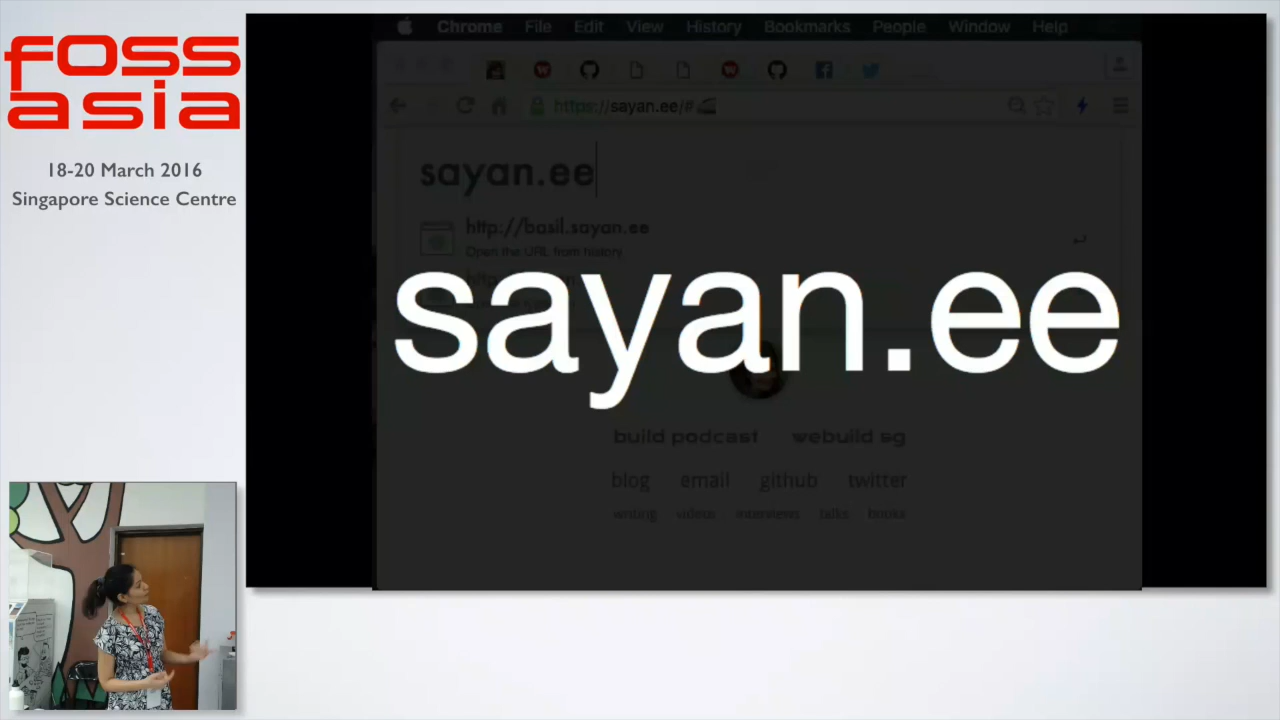 foss
asia
18-20 March 2016
Singapore Science Centre
Chrome File Edit View History Bookmarks People Window Help
https://sayan.ee/#
sayan.ee
http://basil.sayan.ee
Open the URL from history
sayan.ee
build podcast webuild sg
blog email github twitter
writing videos interviews talks books